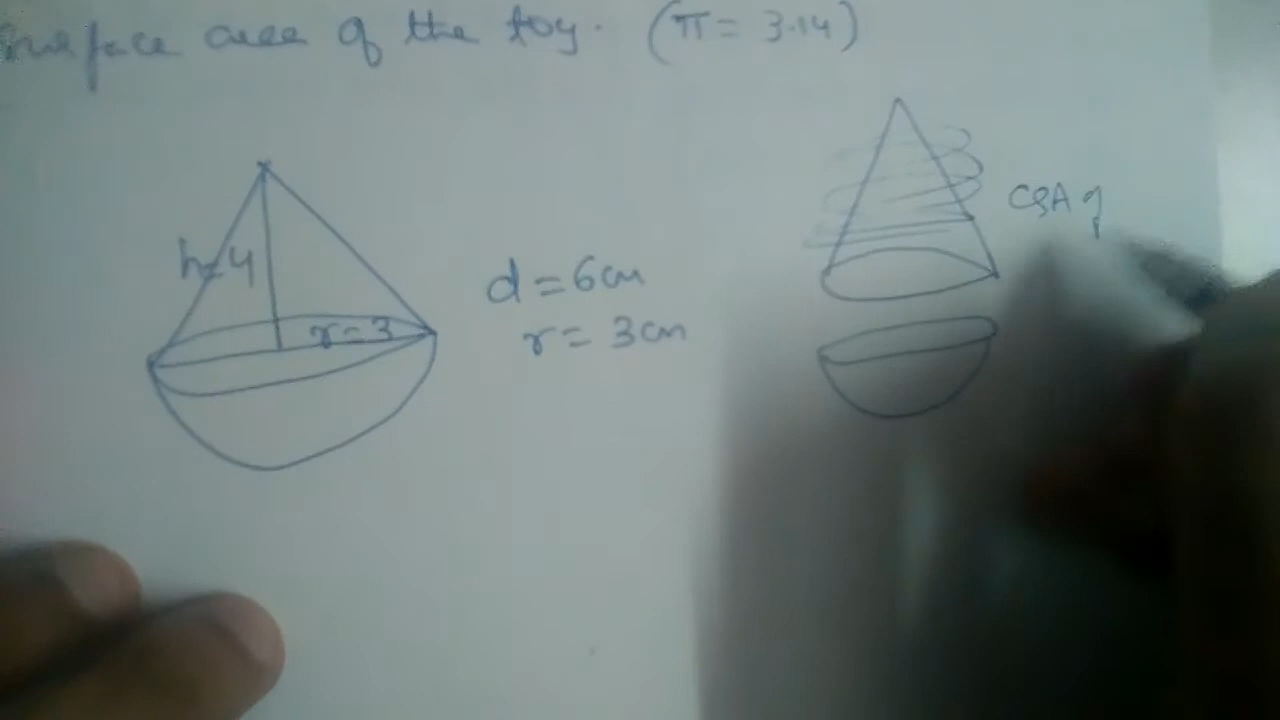 Surface area of the toy. (π = 3.14)
h=4
r=3
d = 6cm
r = 3cm
CSA of